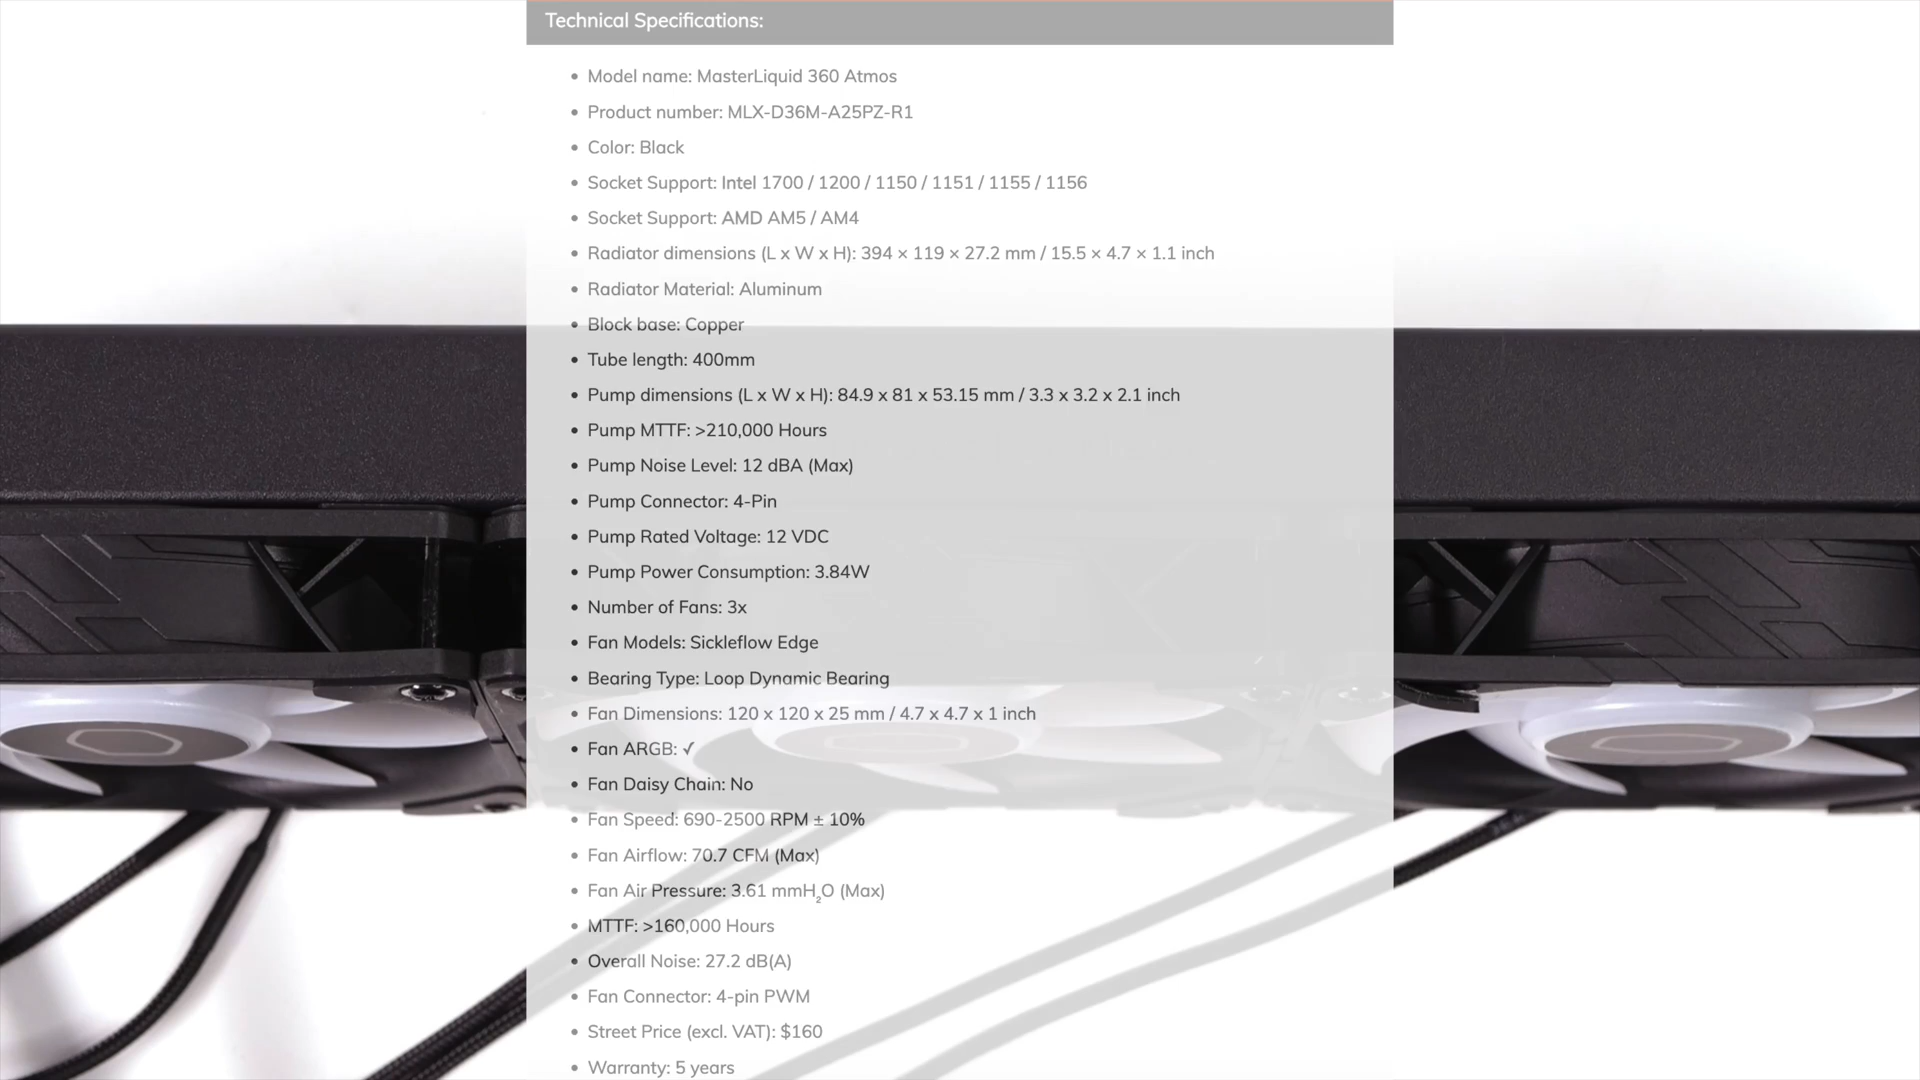 Technical Specifications:
Model name: MasterLiquid 360 Atmos
Product number: MLX-D36M-A25PZ-R1
Color: Black
Socket Support: Intel 1700 / 1200 / 1150 / 1151 / 1155 / 1156
Socket Support: AMD AM5 / AM4
Radiator dimensions (L x W x H): 394 × 119 × 27.2 mm / 15.5 × 4.7 × 1.1 inch
Radiator Material: Aluminum
Block base: Copper
Tube length: 400mm
Pump dimensions (L x W x H): 84.9 x 81 x 53.15 mm / 3.3 x 3.2 x 2.1 inch
Pump MTTF: >210,000 Hours
Pump Noise Level: 12 dBA (Max)
Pump Connector: 4-Pin
Pump Rated Voltage: 12 VDC
Pump Power Consumption: 3.84W
Number of Fans: 3x
Fan Models: Sickleflow Edge
Bearing Type: Loop Dynamic Bearing
Fan Dimensions: 120 x 120 x 25 mm / 4.7 x 4.7 x 1 inch
Fan ARGB: ✓
Fan Daisy Chain: No
Fan Speed: 690-2500 RPM ± 10%
Fan Airflow: 70.7 CFM (Max)
Fan Air Pressure: 3.61 mmH₂O (Max)
MTTF: >160,000 Hours
Overall Noise: 27.2 dB(A)
Fan Connector: 4-pin PWM
Street Price (excl. VAT): $160
Warranty: 5 years